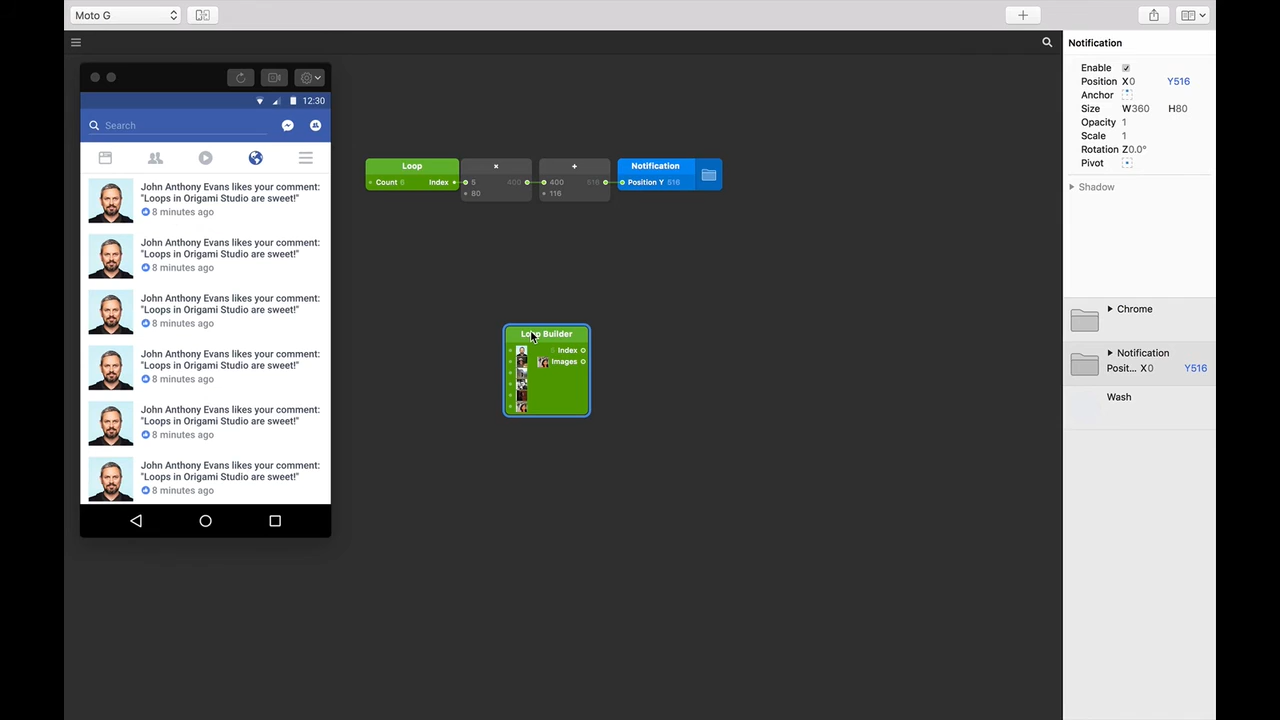 Moto G
Notification
12:30
Search
John Anthony Evans likes your comment:
"Loops in Origami Studio are sweet!"
8 minutes ago
John Anthony Evans likes your comment:
"Loops in Origami Studio are sweet!"
8 minutes ago
John Anthony Evans likes your comment:
"Loops in Origami Studio are sweet!"
8 minutes ago
John Anthony Evans likes your comment:
"Loops in Origami Studio are sweet!"
8 minutes ago
John Anthony Evans likes your comment:
"Loops in Origami Studio are sweet!"
8 minutes ago
John Anthony Evans likes your comment:
"Loops in Origami Studio are sweet!"
8 minutes ago
Loop
Count 6 Index
×
5 400
80
+
400 516
116
Notification
Position Y 516
Loop Builder
5 Index
Images
Enable
Position X0 Y516
Anchor
Size W360 H80
Opacity 1
Scale 1
Rotation Z0.0°
Pivot
Shadow
Chrome
Notification
Posit... X0 Y516
Wash